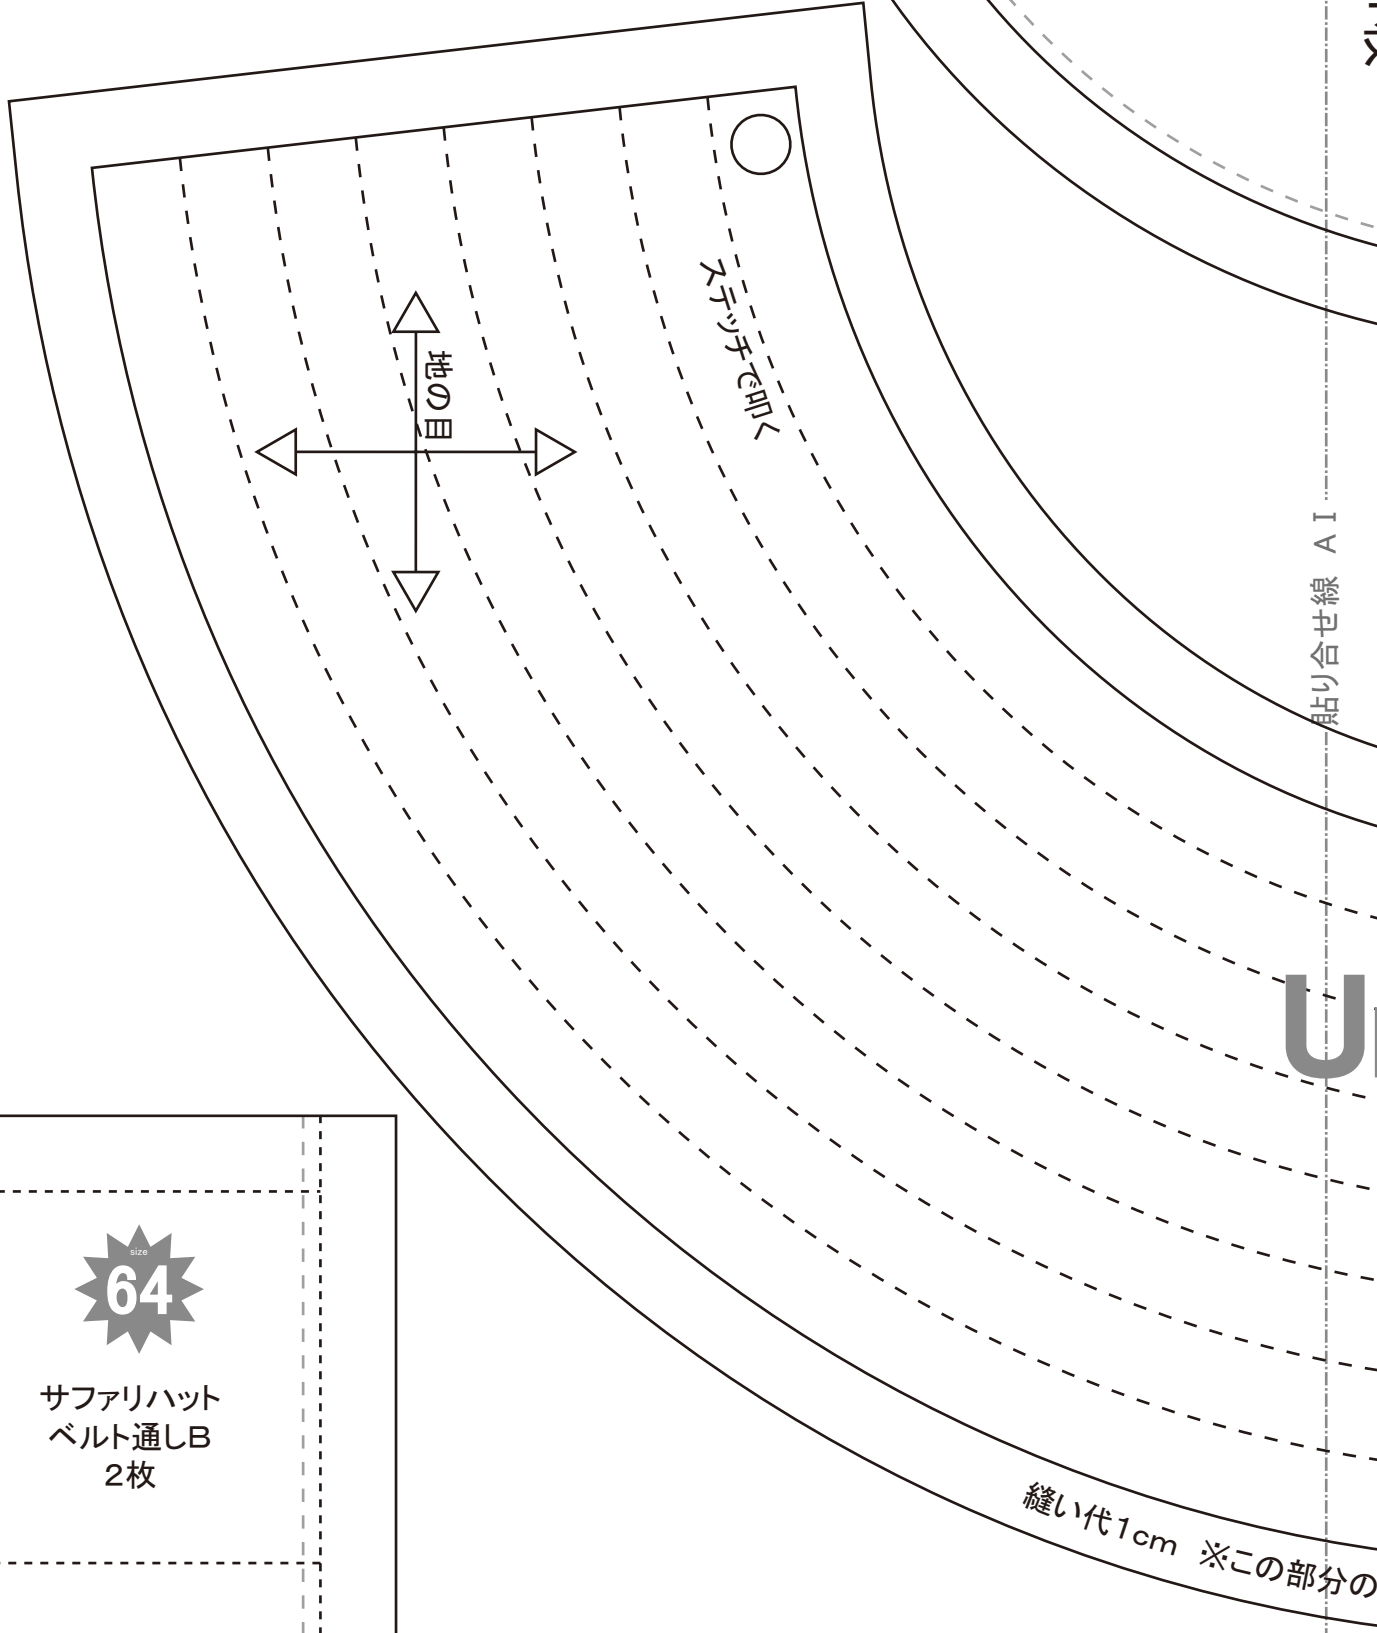 地の目
ステッチで叩く
貼り合せ線 AI
U
size
64
サファリハット
ベルト通しB
2枚
縫い代1cm ※この部分の